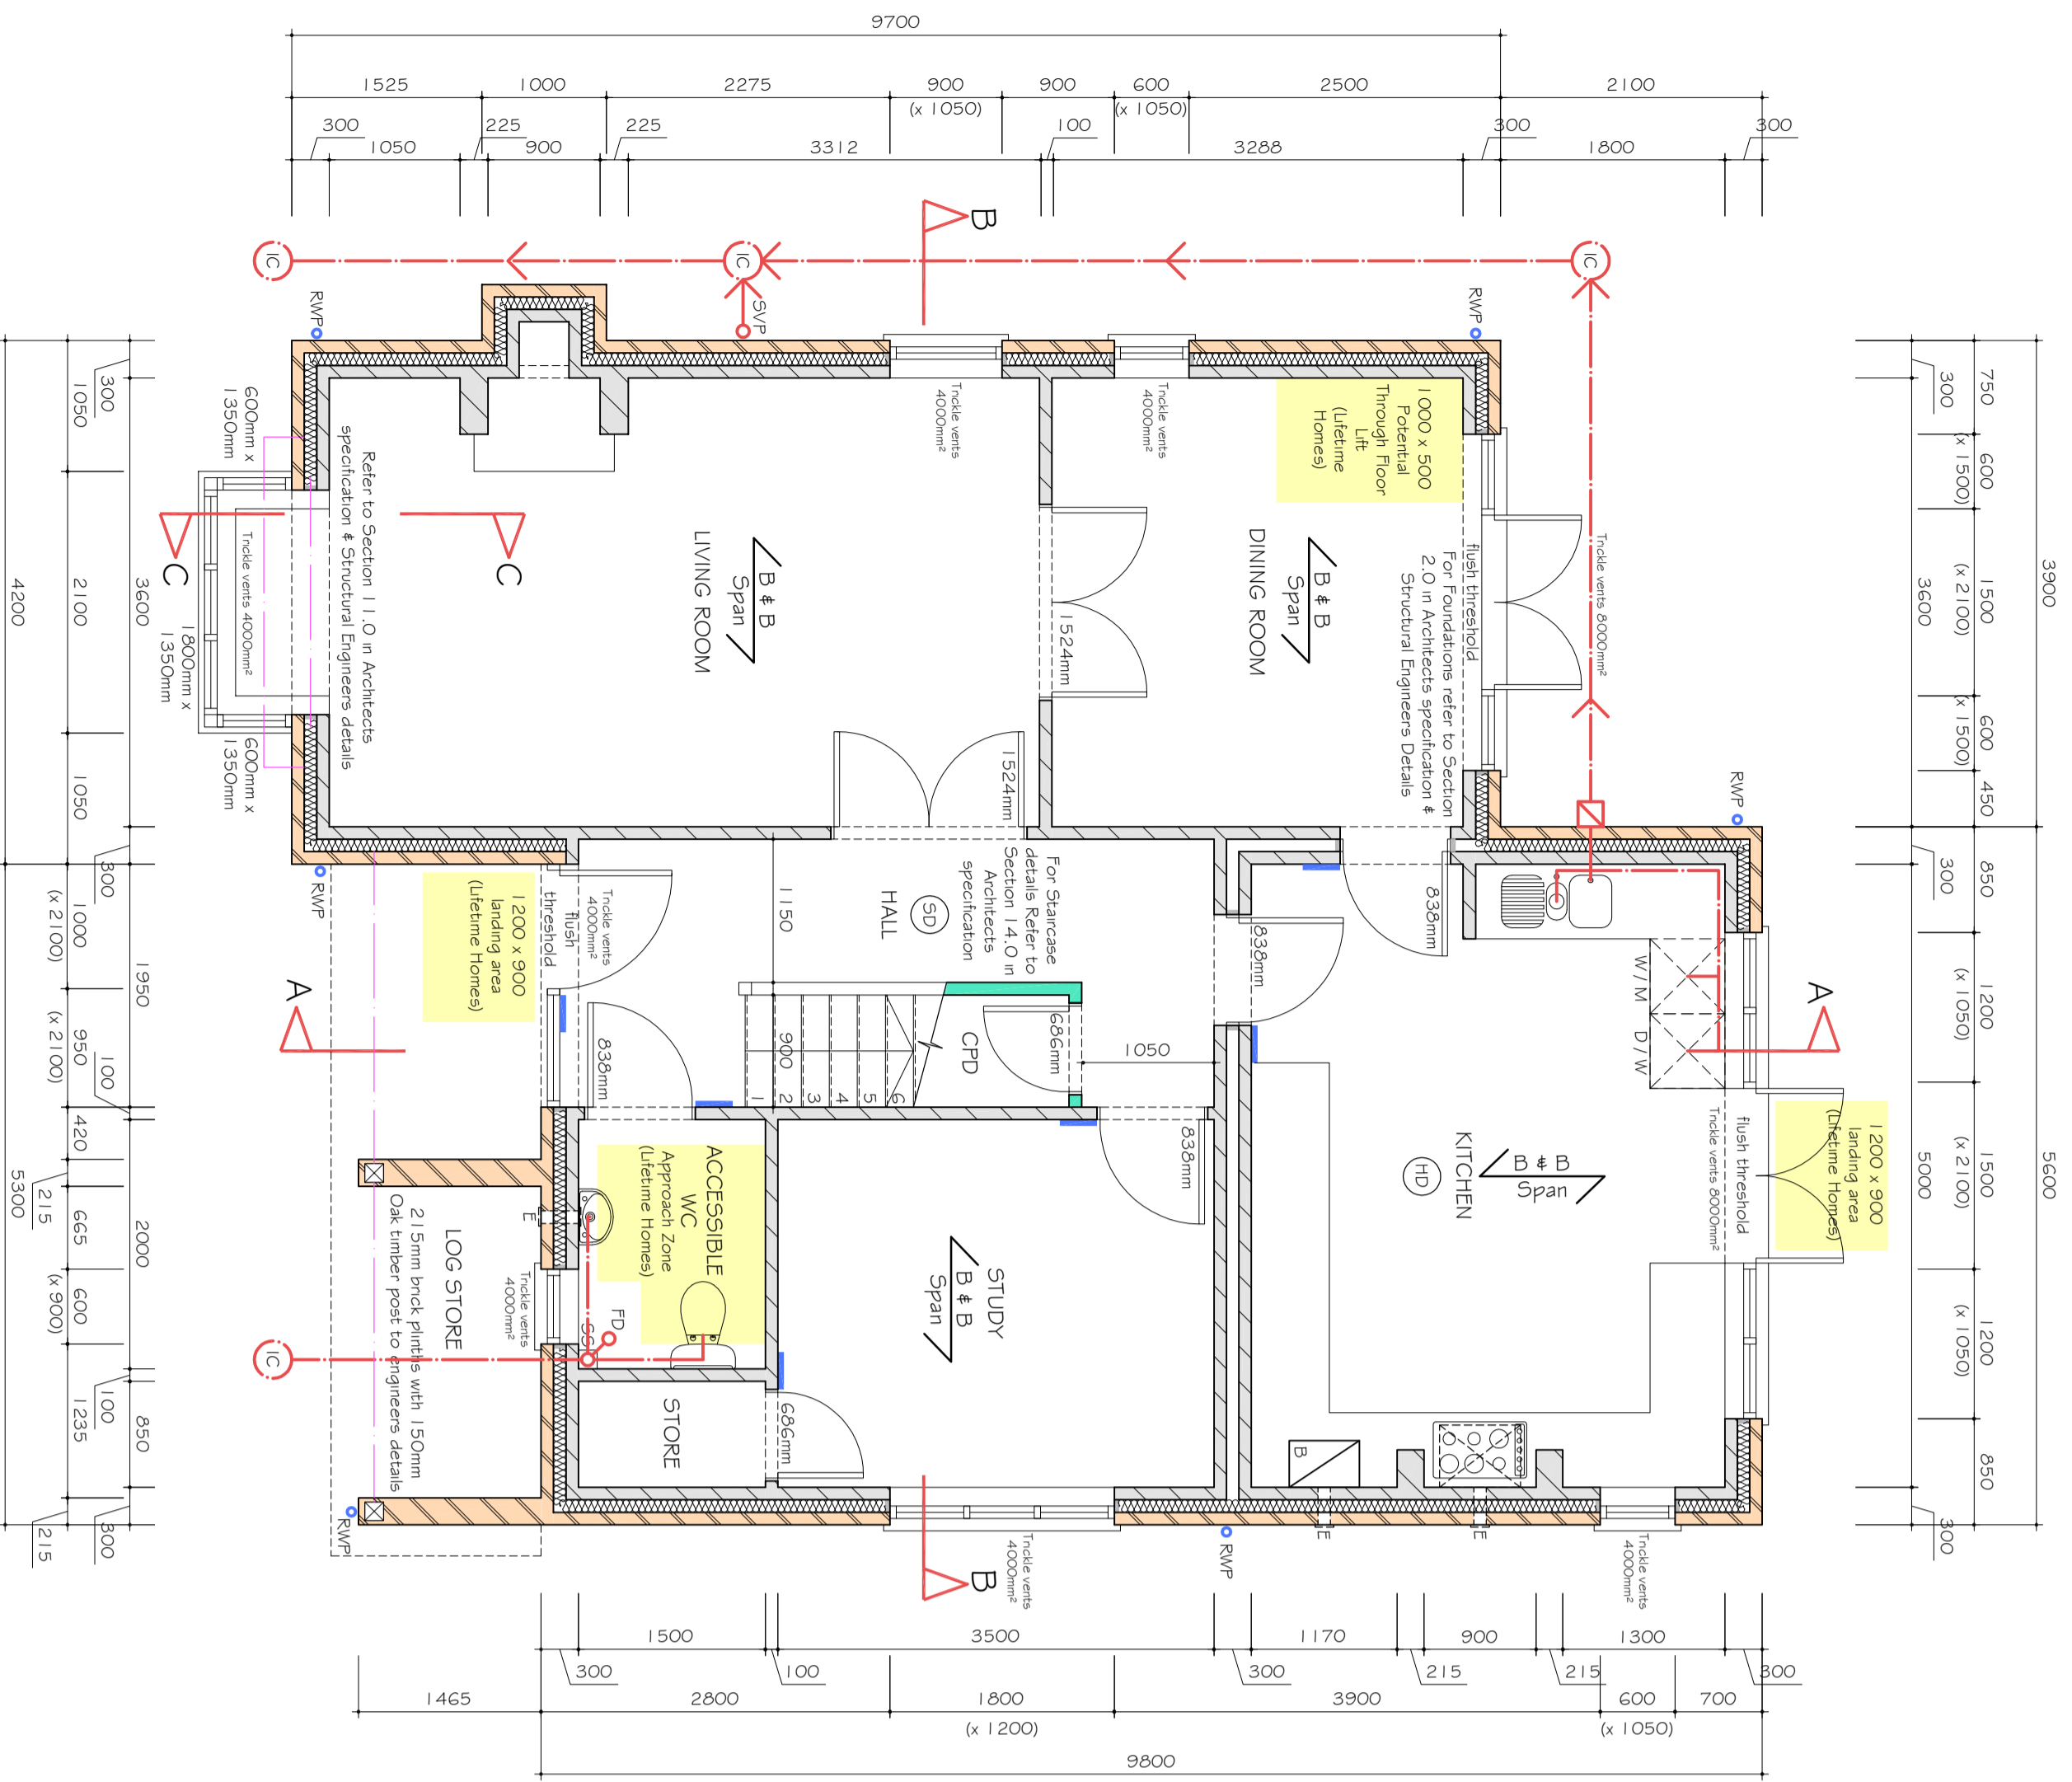 9700
1525
1000
2275
900
(x 1050)
900
600
(x 1050)
2500
2100
300
1050
225
900
225
3312
100
3288
300
1800
300
B
IC
IC
IC
SVP
RWP
RWP
RWP
RWP
RWP
RWP
3900
750
600
(x 1500)
1500
(x 2100)
600
(x 1500)
450
300
3600
5600
850
1200
(x 1050)
1500
(x 2100)
1200
(x 1050)
850
300
5000
300
4200
300
1050
2100
1050
3600
300
5300
1000
(x 2100)
950
(x 2100)
100
420
215
665
600
(x 900)
1235
215
1950
2000
100
850
300
600mm x
1350mm
1800mm x
1350mm
600mm x
1350mm
Trickle vents 4000mm²
C
C
Refer to Section 11.0 in Architects
specification & Structural Engineers details
LIVING ROOM
B & B
Span
Trickle vents
4000mm²
Trickle vents
4000mm²
1000 x 500
Potential
Through Floor
Lift
(Lifetime
Homes)
DINING ROOM
B & B
Span
1524mm
1524mm
flush threshold
For Foundations refer to Section
2.0 in Architects specification &
Structural Engineers Details
Trickle vents 8000mm²
For Staircase
details Refer to
Section 14.0 in
Architects
specification
HALL
SD
1150
900
1
2
3
4
5
6
CPD
686mm
1050
838mm
838mm
838mm
838mm
Trickle vents
4000mm²
flush
threshold
1200 x 900
landing area
(Lifetime Homes)
A
A
W/M
D/W
KITCHEN
HD
B & B
Span
flush threshold
Trickle vents 8000mm²
1200 x 900
landing area
(Lifetime Homes)
ACCESSIBLE
WC
Approach Zone
(Lifetime Homes)
FD
E
Trickle vents
4000mm²
LOG STORE
215mm brick plinths with 150mm
Oak timber post to engineers details
IC
STORE
686mm
STUDY
B & B
Span
B
E
E
B
Trickle vents
4000mm²
Trickle vents
4000mm²
1500
3500
1170
900
1300
300
100
300
215
215
300
1465
2800
1800
(x 1200)
3900
600
(x 1050)
700
9800